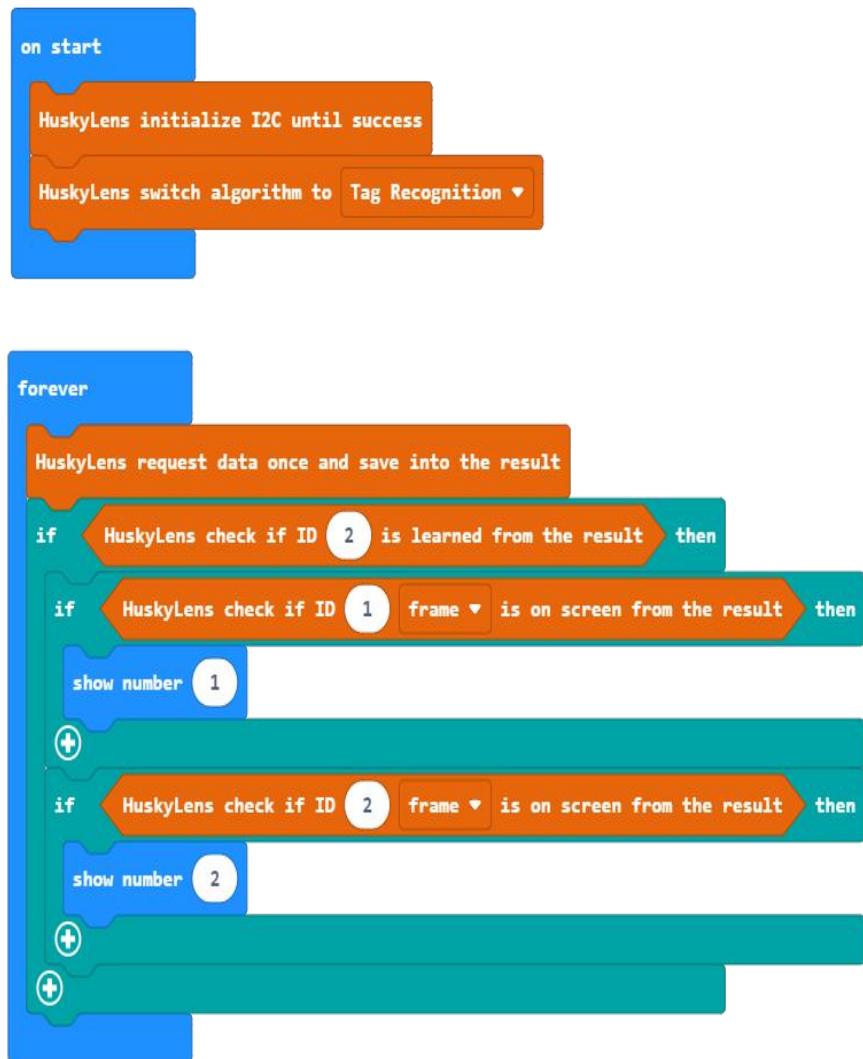 on start
HuskyLens initialize I2C until success
HuskyLens switch algorithm to Tag Recognition
forever
HuskyLens request data once and save into the result
if HuskyLens check if ID 2 is learned from the result then
if HuskyLens check if ID 1 frame is on screen from the result then
show number 1
if HuskyLens check if ID 2 frame is on screen from the result then
show number 2